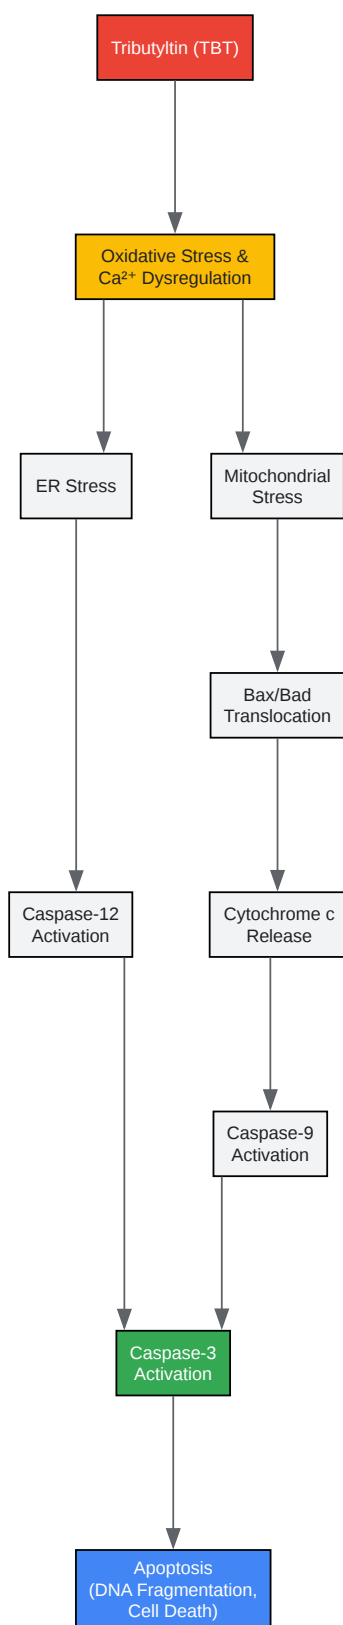 Tributyltin (TBT)
Oxidative Stress &
Ca²⁺ Dysregulation
ER Stress
Mitochondrial
Stress
Bax/Bad
Translocation
Caspase-12
Activation
Cytochrome c
Release
Caspase-9
Activation
Caspase-3
Activation
Apoptosis
(DNA Fragmentation,
Cell Death)